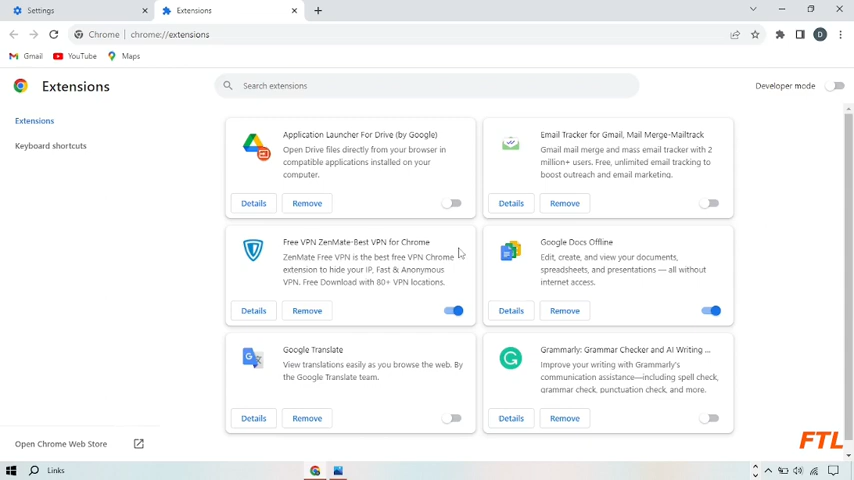 Settings
Extensions
Chrome | chrome://extensions
Gmail
YouTube
Maps
Extensions
Search extensions
Developer mode
Extensions
Keyboard shortcuts
Application Launcher For Drive (by Google)
Open Drive files directly from your browser in
compatible applications installed on your
computer.
Details
Remove
Email Tracker for Gmail, Mail Merge-Mailtrack
Gmail mail merge and mass email tracker with 2
million+ users. Free, unlimited email tracking to
boost outreach and email marketing.
Details
Remove
Free VPN ZenMate-Best VPN for Chrome
ZenMate Free VPN is the best free VPN Chrome
extension to hide your IP, Fast & Anonymous
VPN. Free Download with 80+ VPN locations.
Details
Remove
Google Docs Offline
Edit, create, and view your documents,
spreadsheets, and presentations — all without
internet access.
Details
Remove
Google Translate
View translations easily as you browse the web. By
the Google Translate team.
Details
Remove
Grammarly: Grammar Checker and AI Writing ...
Improve your writing with Grammarly's
communication assistance—including spell check,
grammar check, punctuation check, and more.
Details
Remove
Open Chrome Web Store
FTL
Links